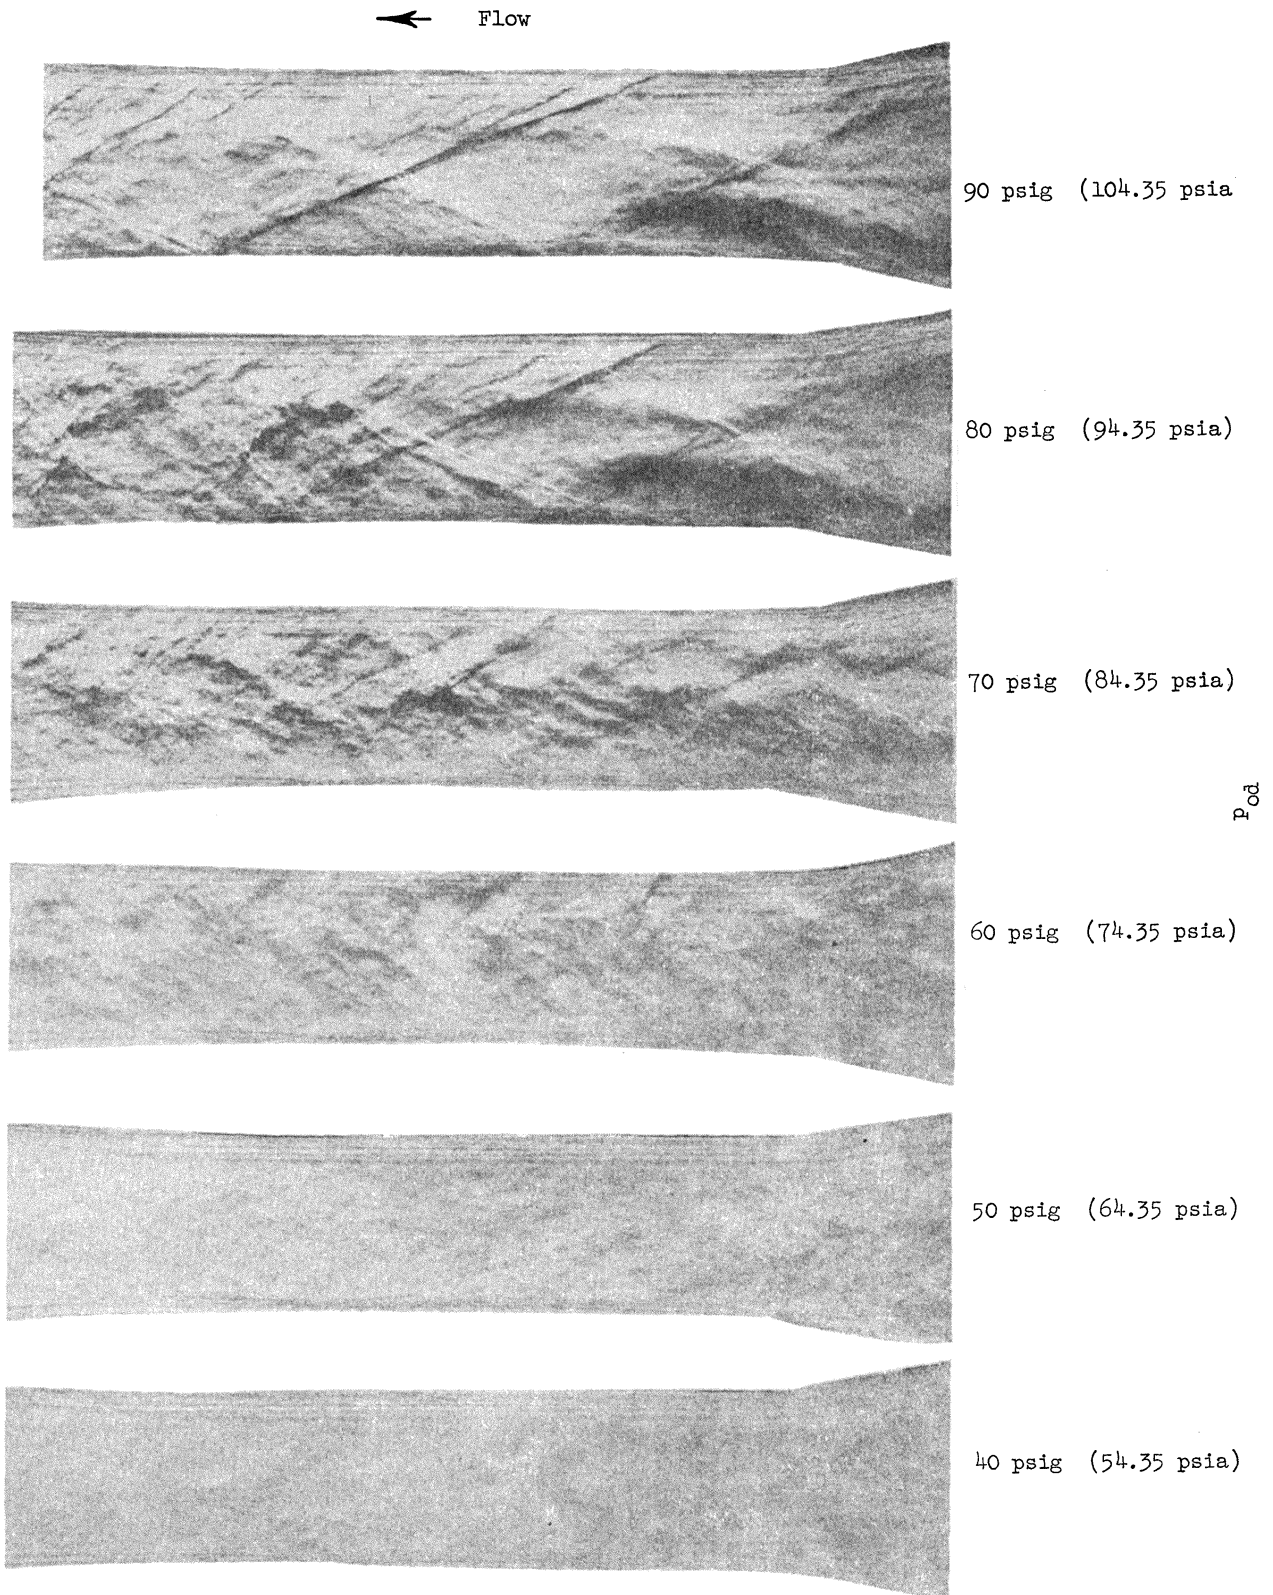 Flow
90 psig (104.35 psia
80 psig (94.35 psia)
70 psig (84.35 psia)
Pod
60 psig (74.35 psia)
50 psig (64.35 psia)
40 psig (54.35 psia)